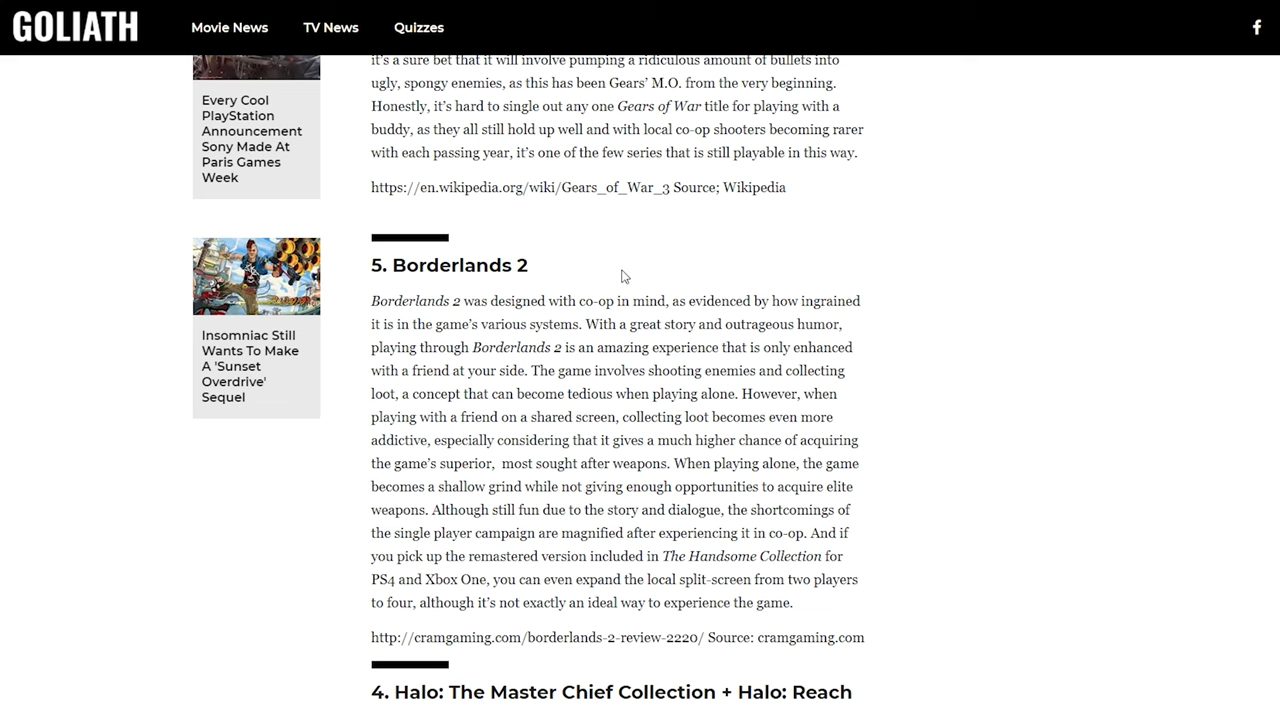 GOLIATH
Movie News
TV News
Quizzes
it's a sure bet that it will involve pumping a ridiculous amount of bullets into
ugly, spongy enemies, as this has been Gears' M.O. from the very beginning.
Honestly, it's hard to single out any one Gears of War title for playing with a
buddy, as they all still hold up well and with local co-op shooters becoming rarer
with each passing year, it's one of the few series that is still playable in this way.
https://en.wikipedia.org/wiki/Gears_of_War_3 Source; Wikipedia
Every Cool
PlayStation
Announcement
Sony Made At
Paris Games
Week
Insomniac Still
Wants To Make
A 'Sunset
Overdrive'
Sequel
5. Borderlands 2
Borderlands 2 was designed with co-op in mind, as evidenced by how ingrained
it is in the game's various systems. With a great story and outrageous humor,
playing through Borderlands 2 is an amazing experience that is only enhanced
with a friend at your side. The game involves shooting enemies and collecting
loot, a concept that can become tedious when playing alone. However, when
playing with a friend on a shared screen, collecting loot becomes even more
addictive, especially considering that it gives a much higher chance of acquiring
the game's superior,  most sought after weapons. When playing alone, the game
becomes a shallow grind while not giving enough opportunities to acquire elite
weapons. Although still fun due to the story and dialogue, the shortcomings of
the single player campaign are magnified after experiencing it in co-op. And if
you pick up the remastered version included in The Handsome Collection for
PS4 and Xbox One, you can even expand the local split-screen from two players
to four, although it's not exactly an ideal way to experience the game.
http://cramgaming.com/borderlands-2-review-2220/ Source: cramgaming.com
4. Halo: The Master Chief Collection + Halo: Reach